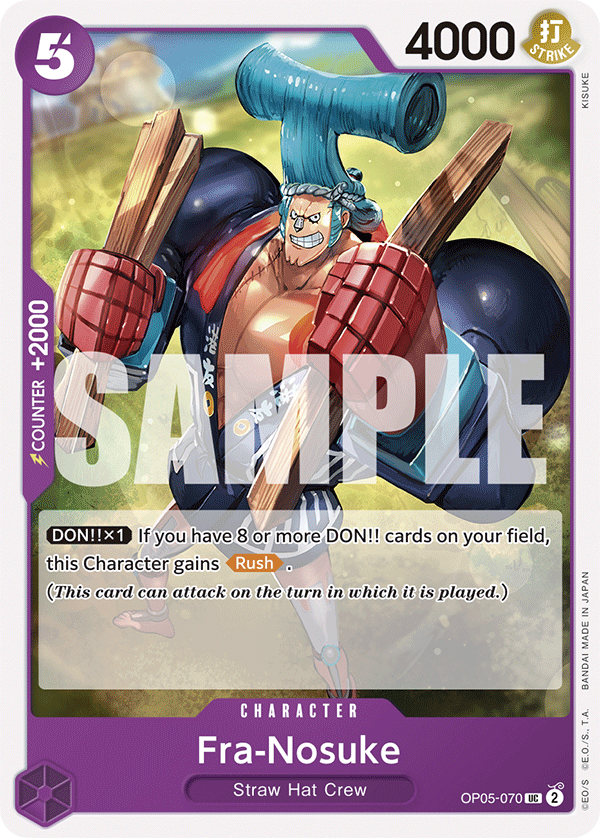 5
4000
打
STRIKE
KISUKE
COUNTER +2000
SAMPLE
DON!!×1 If you have 8 or more DON!! cards on your field,
this Character gains Rush .
(This card can attack on the turn in which it is played.)
CHARACTER
Fra-Nosuke
Straw Hat Crew
OP05-070 UC 2
©EO/S ©E.O./S., T.A. BANDAI MADE IN JAPAN